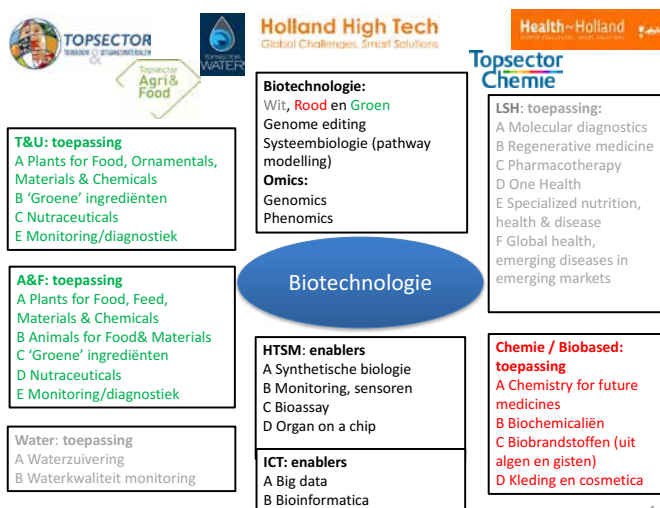 TOPSECTOR
&
Topsector
Agri&
Food
TOPSECTOR
WATER
Holland High Tech
Global Challenges, Smart Solutions
Health~Holland
Topsector
Chemie
Biotechnologie:
Wit, Rood en Groen
Genome editing
Systeembiologie (pathway
modelling)
Omics:
Genomics
Phenomics
T&U: toepassing
A Plants for Food, Ornamentals,
Materials & Chemicals
B ‘Groene’ ingrediënten
C Nutraceuticals
E Monitoring/diagnostiek
LSH: toepassing:
A Molecular diagnostics
B Regenerative medicine
C Pharmacotherapy
D One Health
E Specialized nutrition,
health & disease
F Global health,
emerging diseases in
emerging markets
Biotechnologie
A&F: toepassing
A Plants for Food, Feed,
Materials & Chemicals
B Animals for Food& Materials
C ‘Groene’ ingrediënten
D Nutraceuticals
E Monitoring/diagnostiek
HTSM: enablers
A Synthetische biologie
B Monitoring, sensoren
C Bioassay
D Organ on a chip
Chemie / Biobased:
toepassing
A Chemistry for future
medicines
B Biochemicaliën
C Biobrandstoffen (uit
algen en gisten)
D Kleding en cosmetica
Water: toepassing
A Waterzuivering
B Waterkwaliteit monitoring
ICT: enablers
A Big data
B Bioinformatica